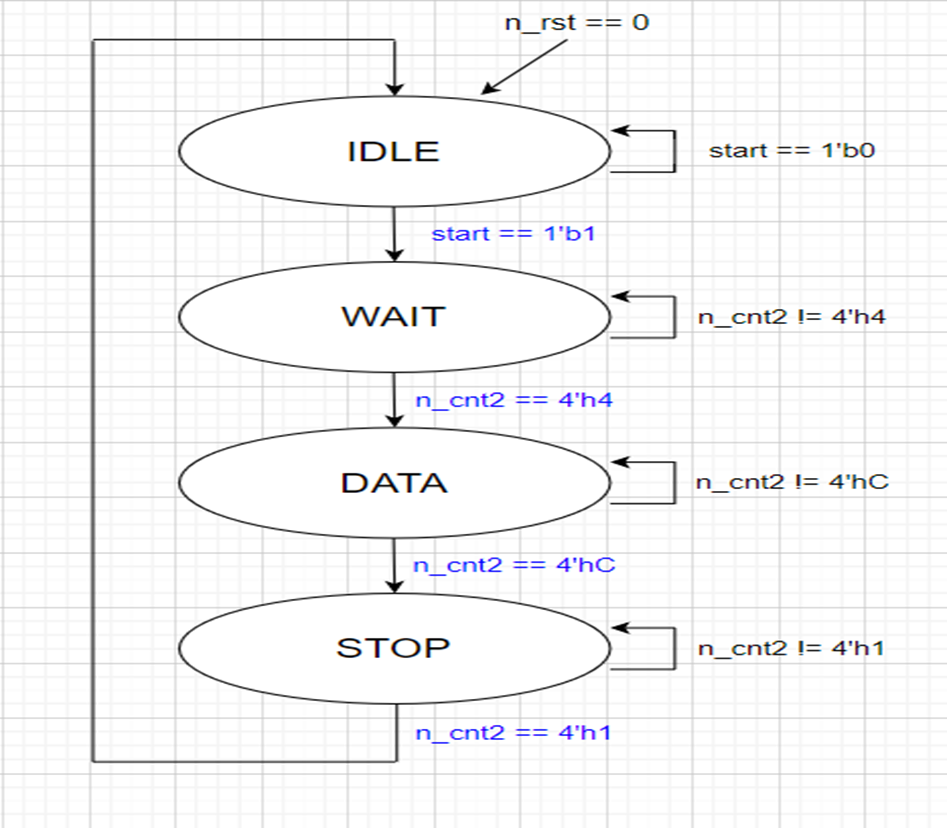 n_rst == 0
IDLE
start == 1'b0
start == 1'b1
WAIT
n_cnt2 != 4'h4
n_cnt2 == 4'h4
DATA
n_cnt2 != 4'hC
n_cnt2 == 4'hC
STOP
n_cnt2 != 4'h1
n_cnt2 == 4'h1